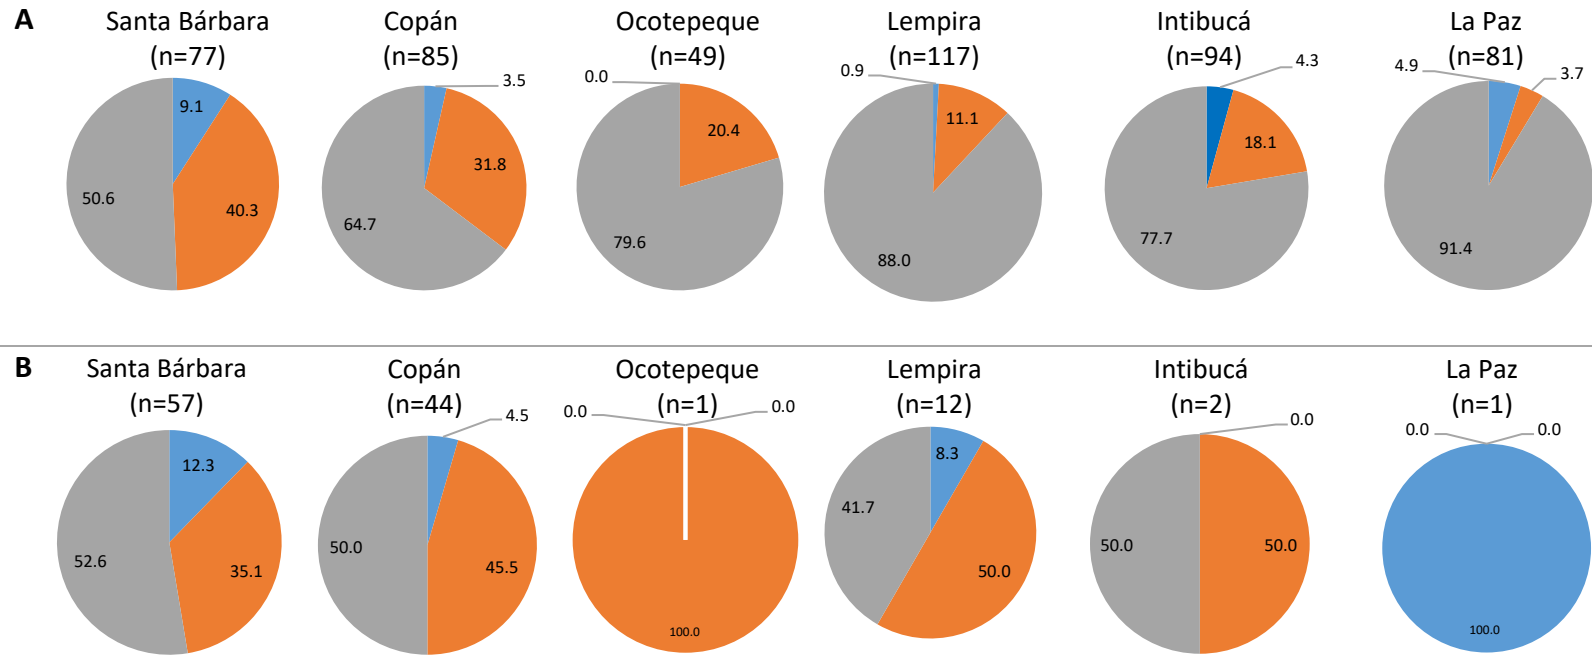 A
Santa Bárbara
(n=77)
9.1
40.3
50.6
Copán
(n=85)
3.5
31.8
64.7
Ocotepeque
(n=49)
0.0
20.4
79.6
Lempira
(n=117)
0.9
11.1
88.0
Intibucá
(n=94)
4.3
18.1
77.7
La Paz
(n=81)
4.9
3.7
91.4
B
Santa Bárbara
(n=57)
12.3
35.1
52.6
Copán
(n=44)
4.5
45.5
50.0
Ocotepeque
(n=1)
0.0
0.0
100.0
Lempira
(n=12)
8.3
50.0
41.7
Intibucá
(n=2)
0.0
50.0
50.0
La Paz
(n=1)
0.0
0.0
100.0